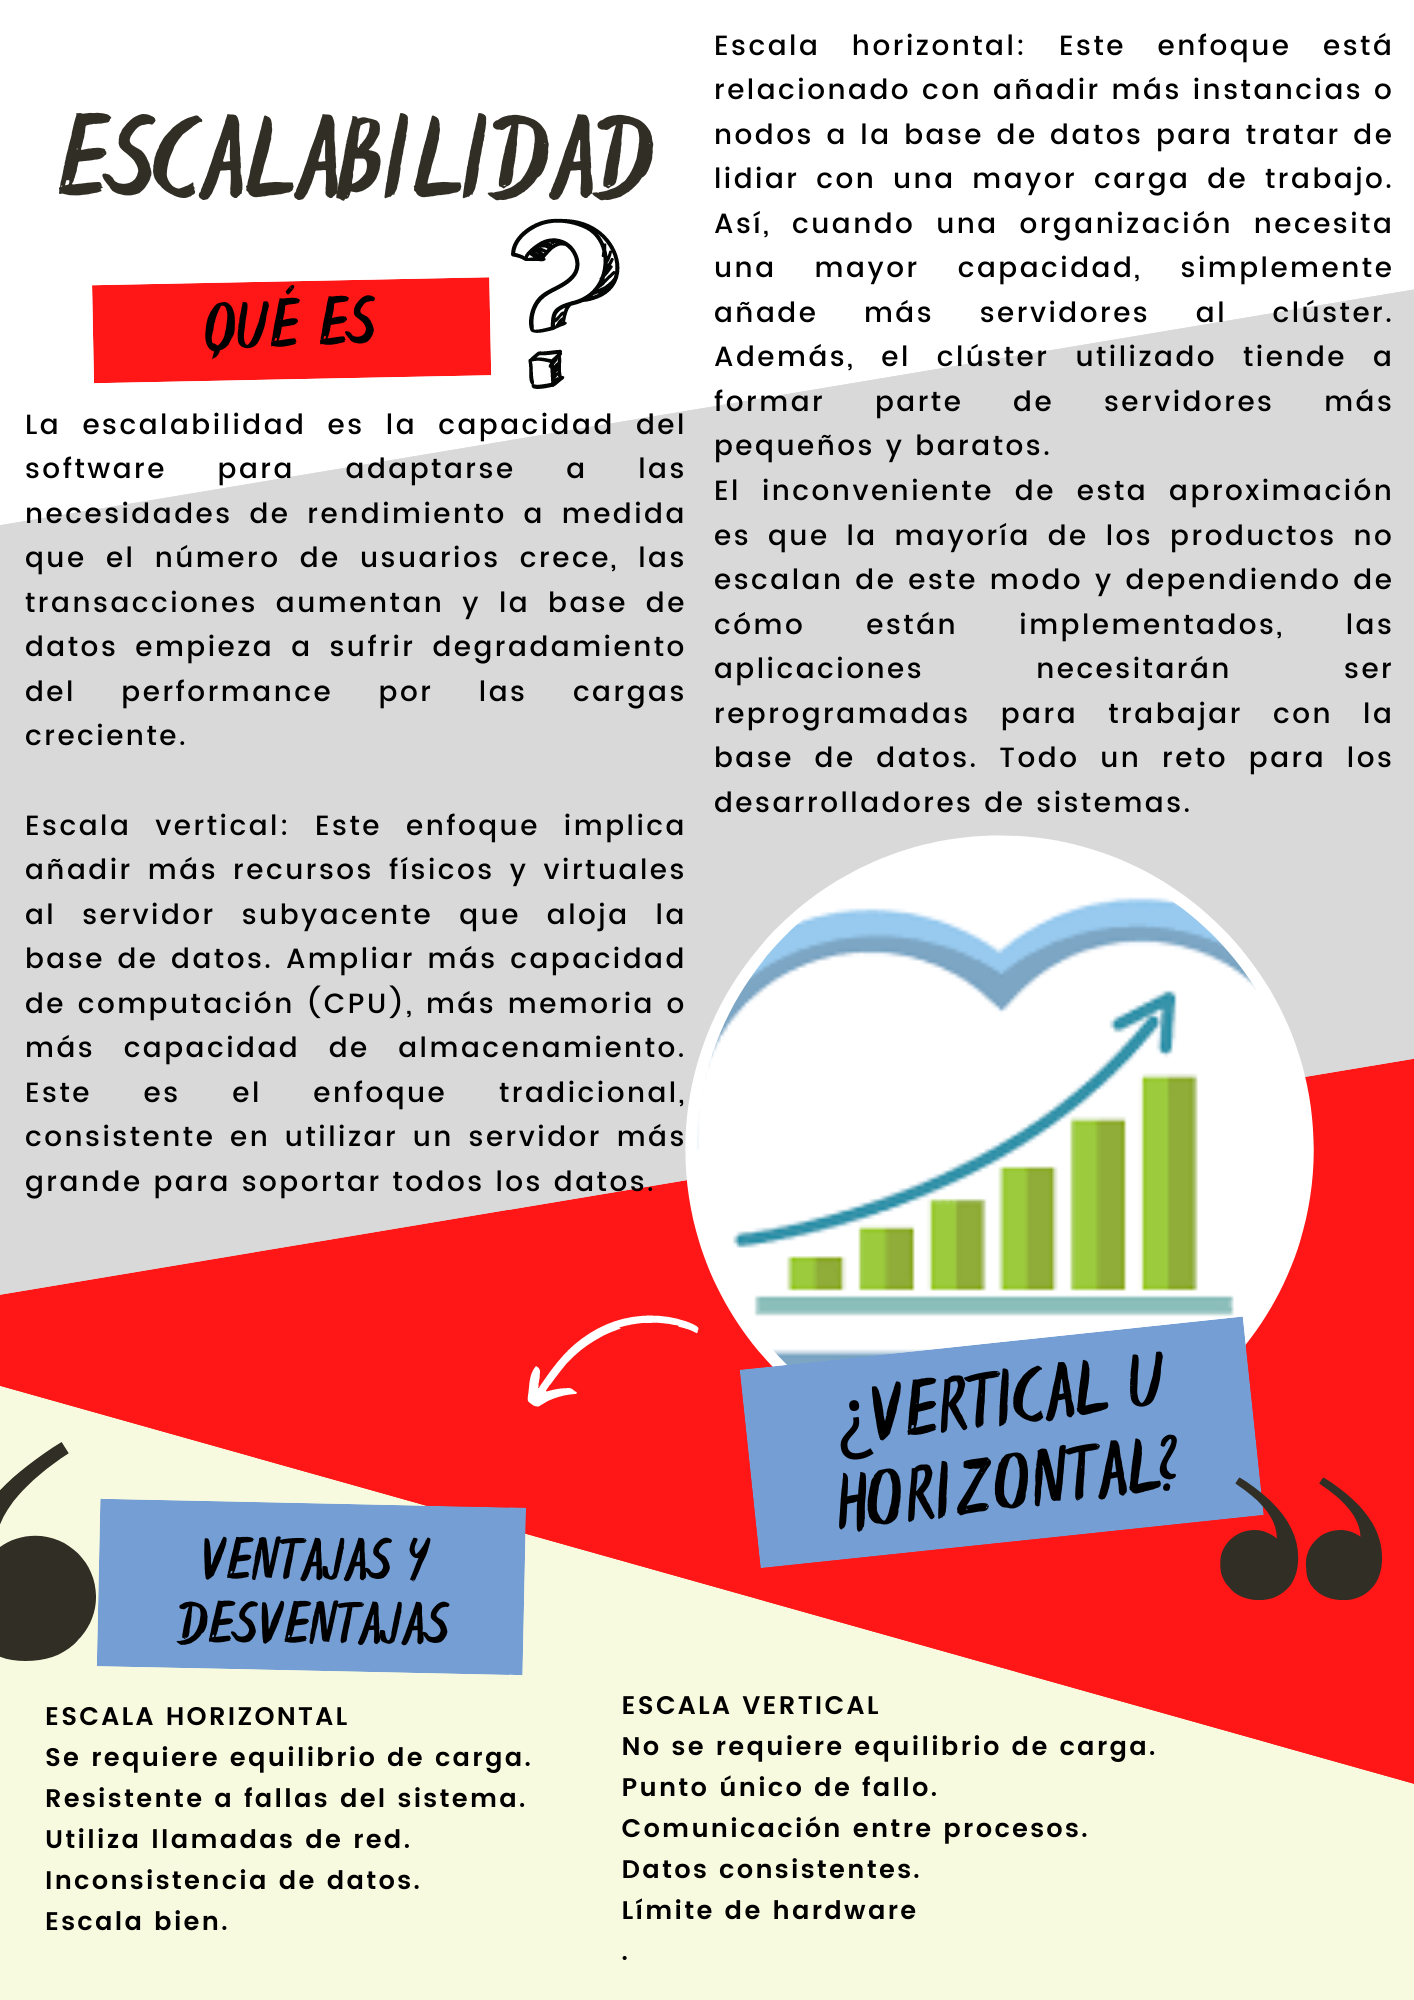 ESCALABILIDAD
QUÉ ES
?
La escalabilidad es la capacidad del
software para adaptarse a las
necesidades de rendimiento a medida
que el número de usuarios crece, las
transacciones aumentan y la base de
datos empieza a sufrir degradamiento
del performance por las cargas
creciente.
Escala vertical: Este enfoque implica
añadir más recursos físicos y virtuales
al servidor subyacente que aloja la
base de datos. Ampliar más capacidad
de computación (CPU), más memoria o
más capacidad de almacenamiento.
Este es el enfoque tradicional,
consistente en utilizar un servidor más
grande para soportar todos los datos.
Escala horizontal: Este enfoque está
relacionado con añadir más instancias o
nodos a la base de datos para tratar de
lidiar con una mayor carga de trabajo.
Así, cuando una organización necesita
una mayor capacidad, simplemente
añade más servidores al clúster.
Además, el clúster utilizado tiende a
formar parte de servidores más
pequeños y baratos.
El inconveniente de esta aproximación
es que la mayoría de los productos no
escalan de este modo y dependiendo de
cómo están implementados, las
aplicaciones necesitarán ser
reprogramadas para trabajar con la
base de datos. Todo un reto para los
desarrolladores de sistemas.
¿VERTICAL U
HORIZONTAL?
VENTAJAS Y
DESVENTAJAS
ESCALA HORIZONTAL
Se requiere equilibrio de carga.
Resistente a fallas del sistema.
Utiliza llamadas de red.
Inconsistencia de datos.
Escala bien.
ESCALA VERTICAL
No se requiere equilibrio de carga.
Punto único de fallo.
Comunicación entre procesos.
Datos consistentes.
Límite de hardware
.